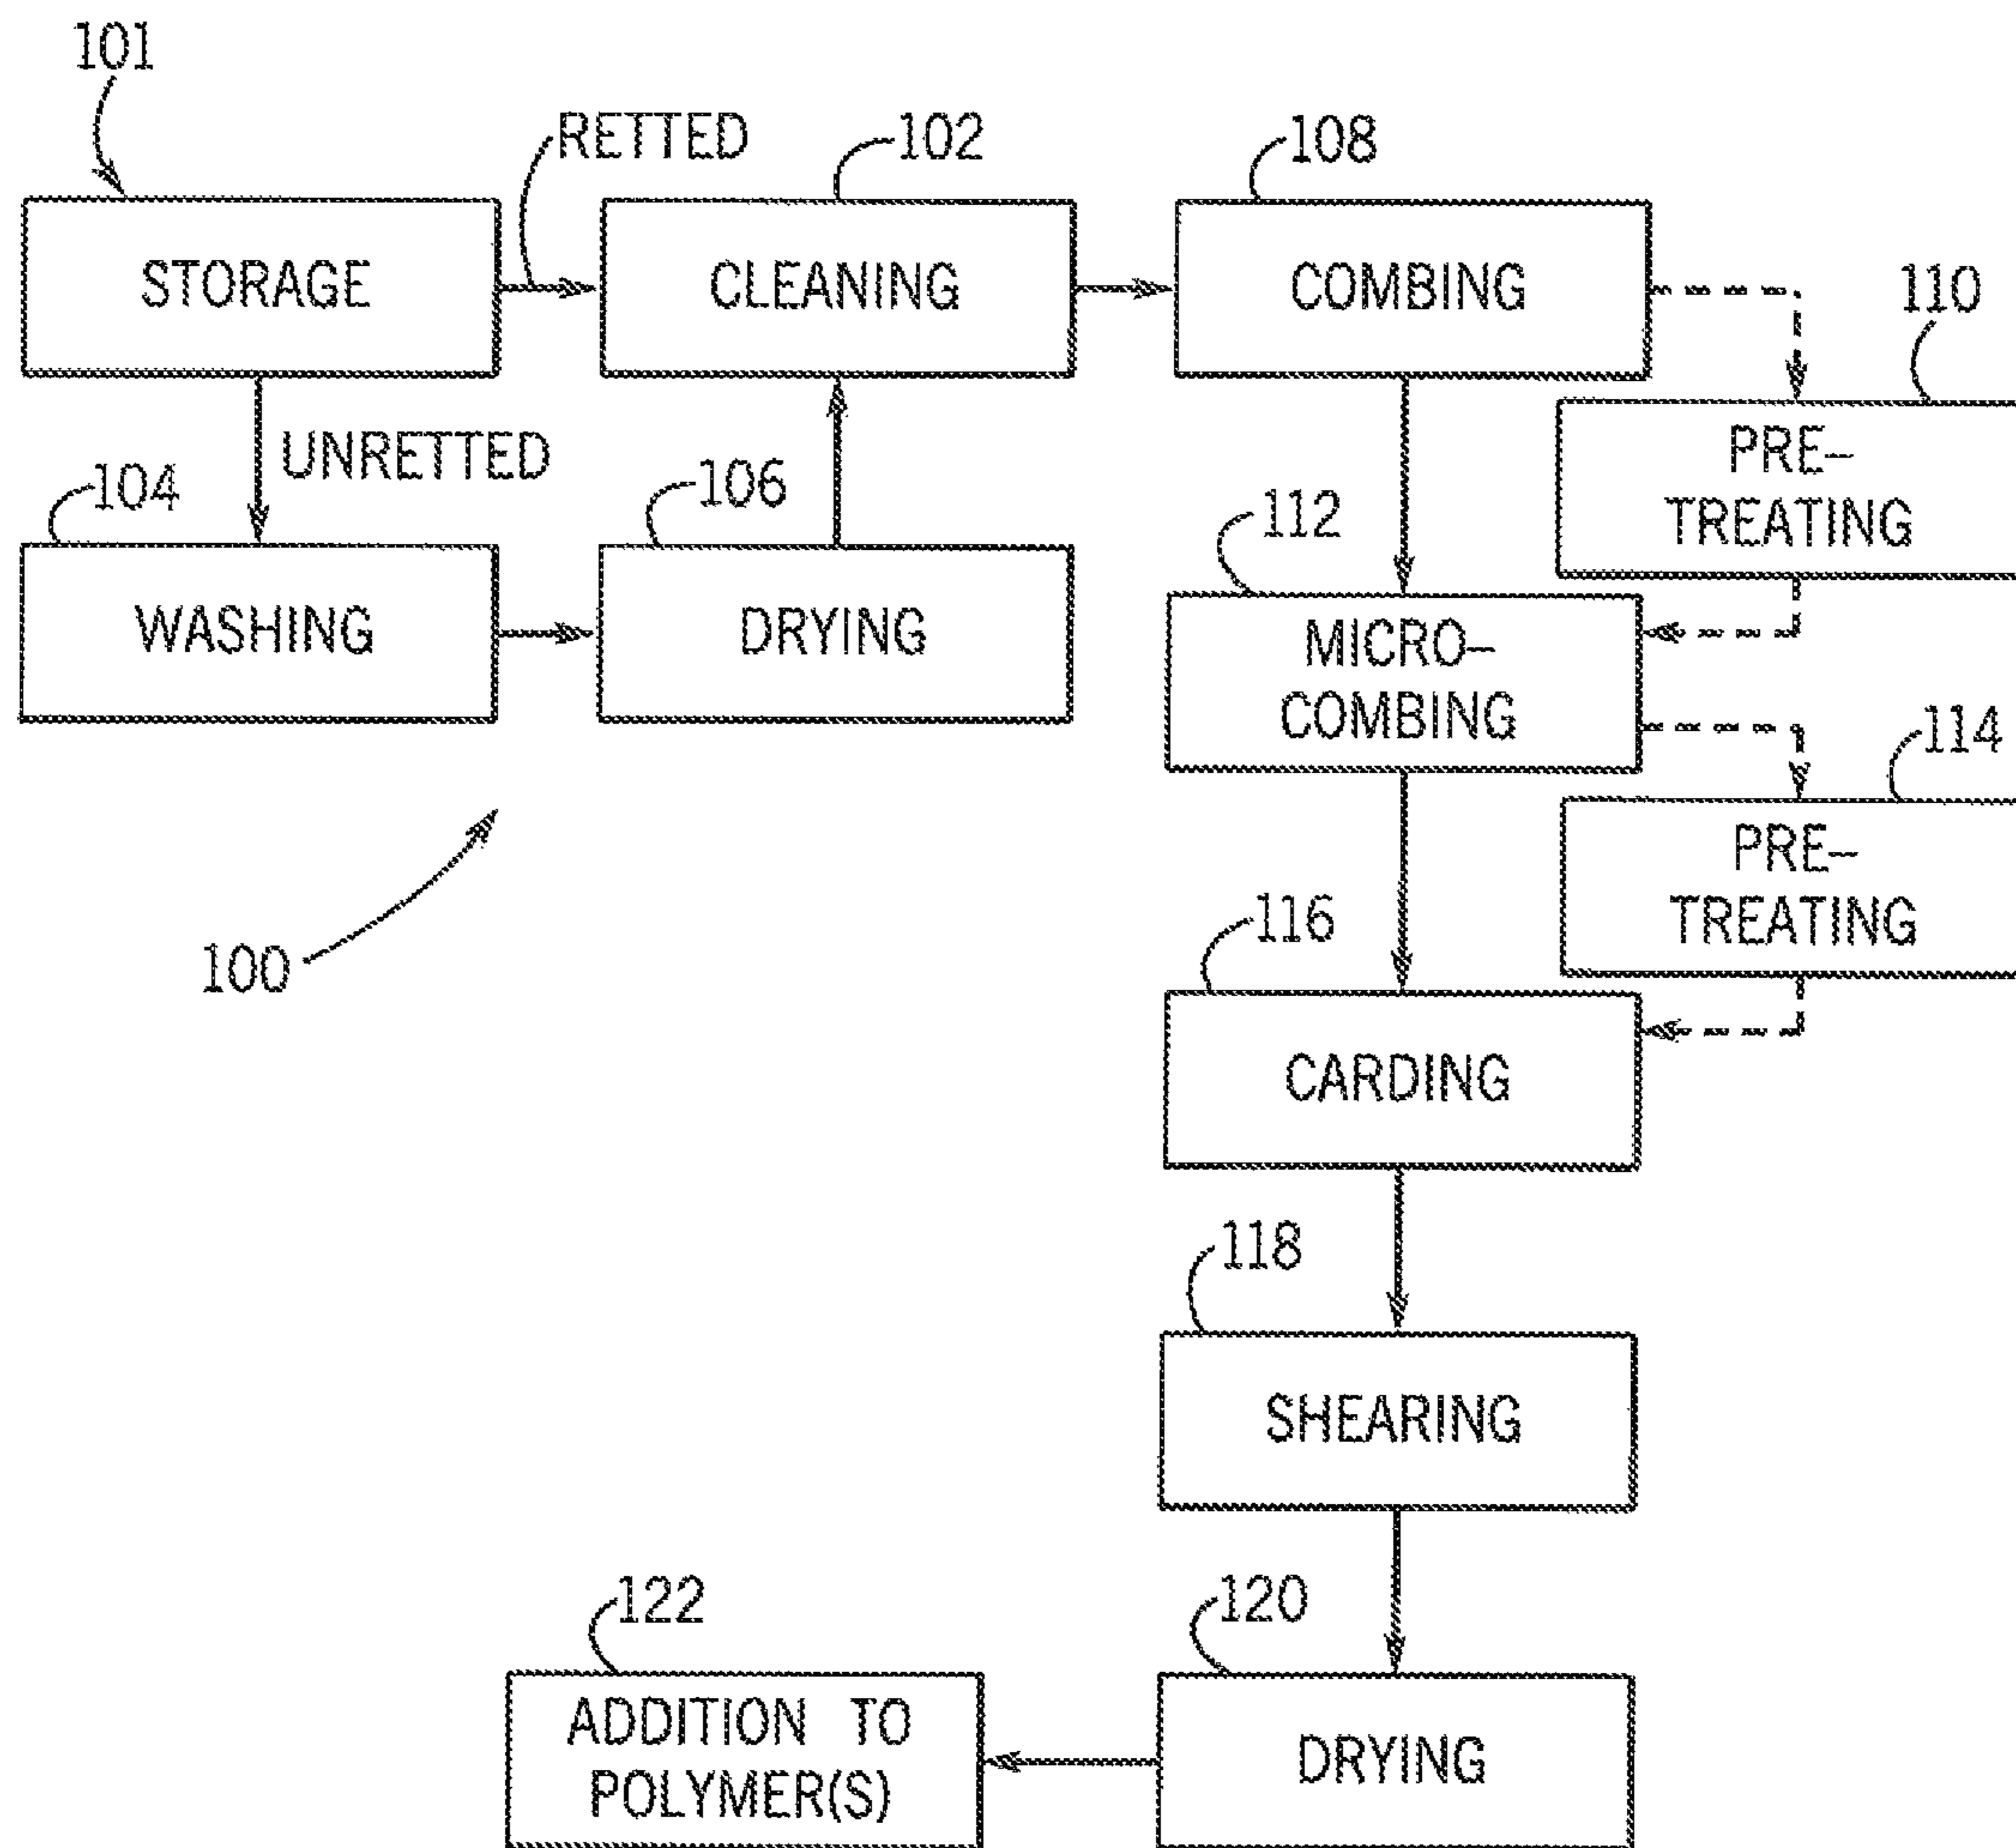 101
RETTED
102
108
STORAGE
CLEANING
COMBING
110
UNRETTED
104
106
112
PRE-
TREATING
WASHING
DRYING
MICRO-
COMBING
114
PRE-
TREATING
100
116
CARDING
118
SHEARING
122
120
ADDITION TO
POLYMER(S)
DRYING